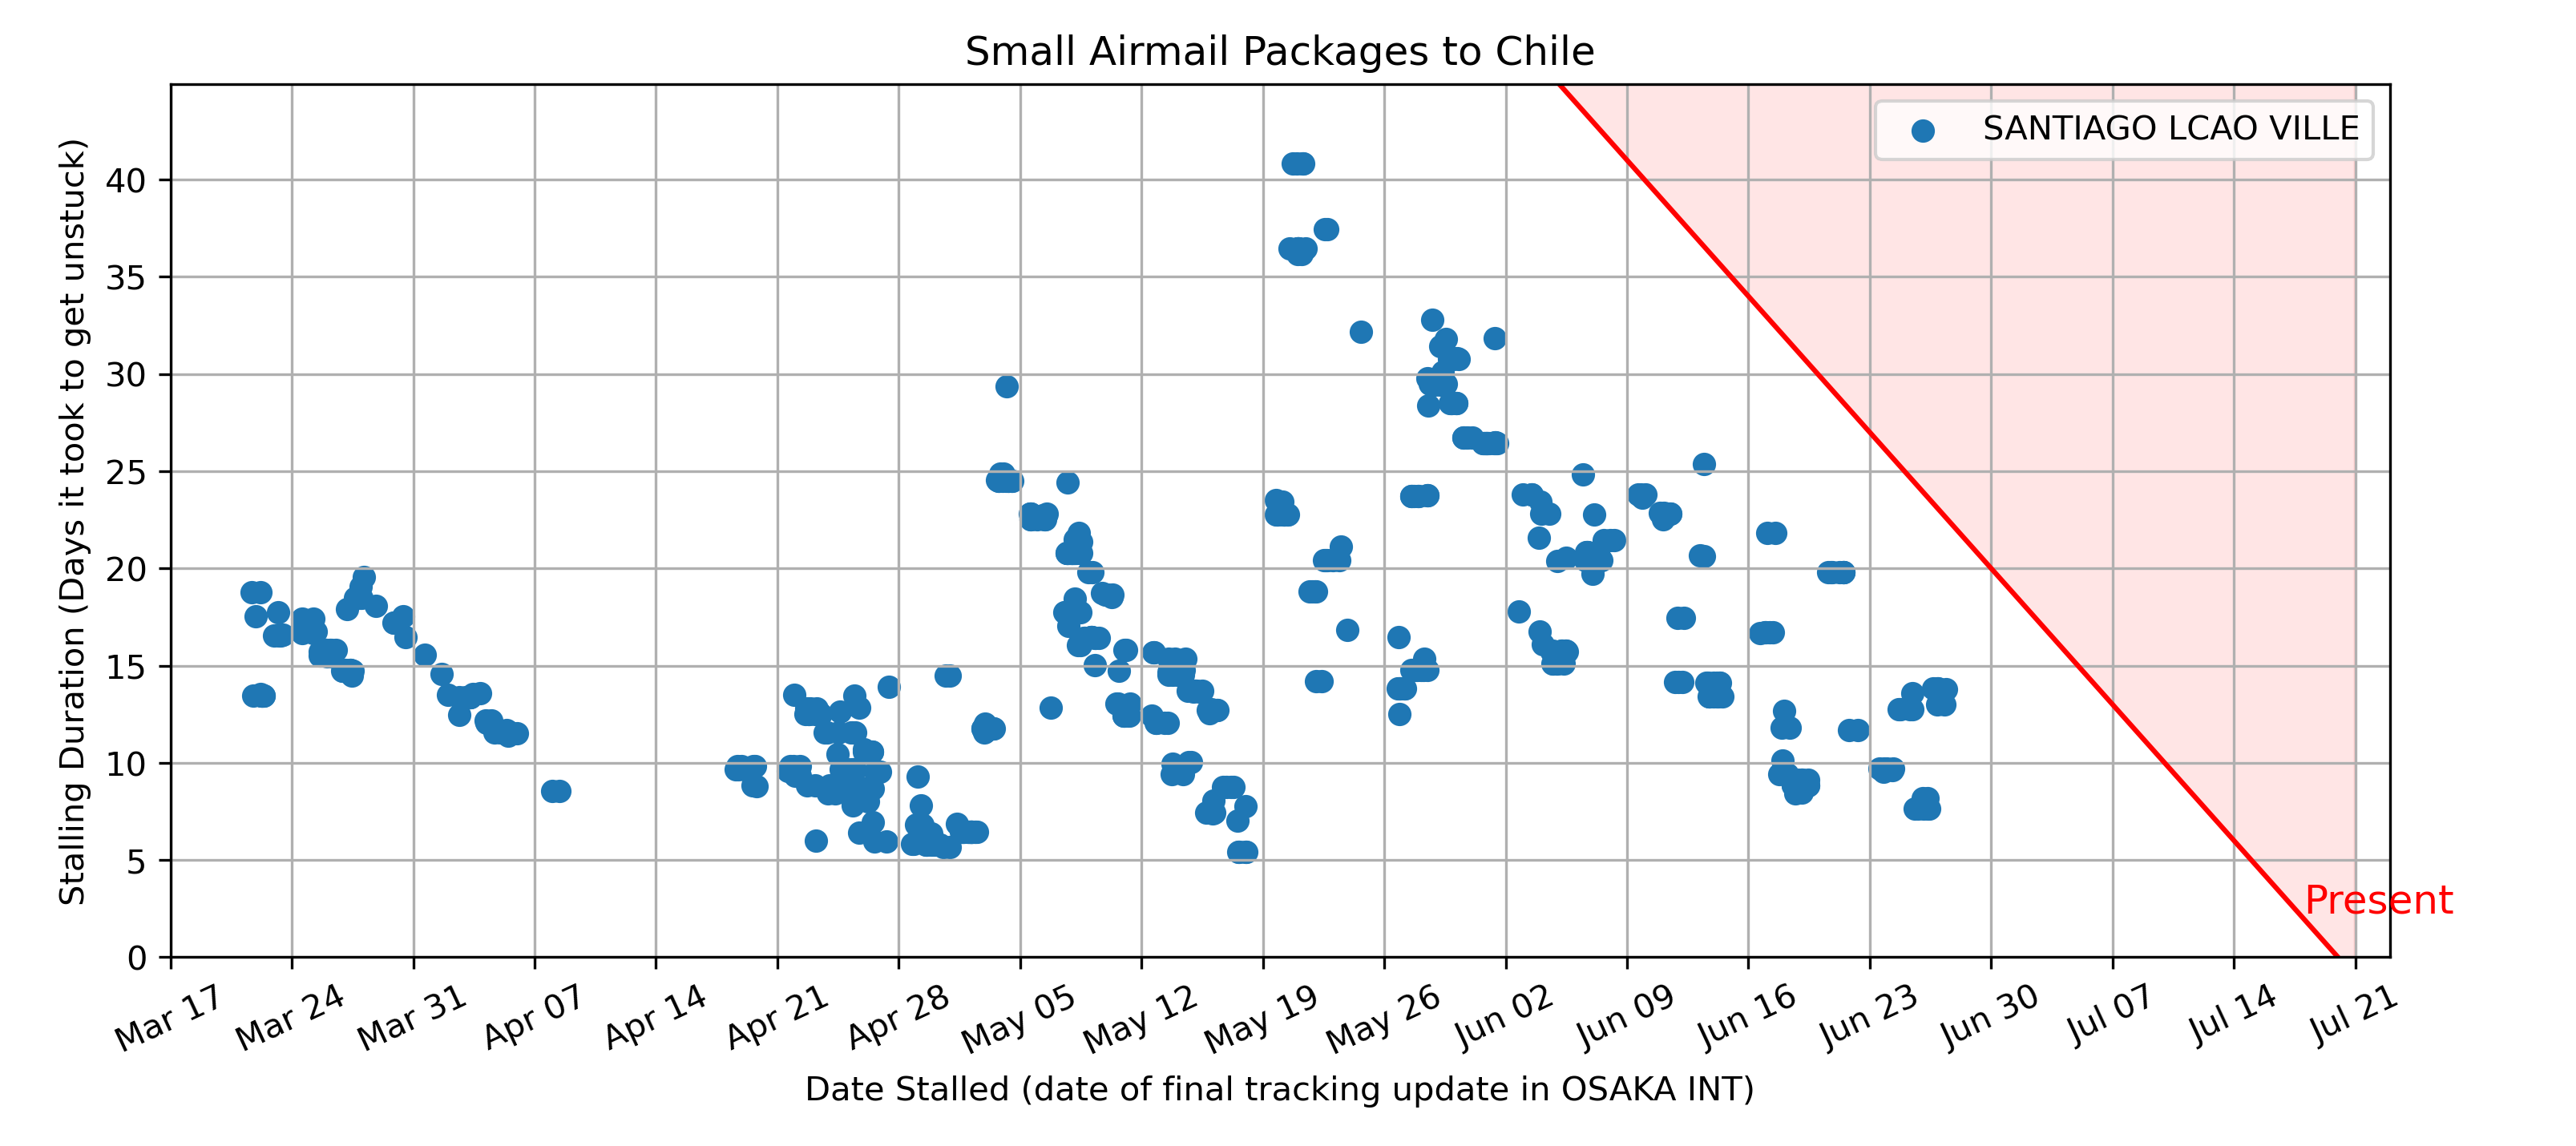 Small Airmail Packages to Chile
SANTIAGO LCAO VILLE
Stalling Duration (Days it took to get unstuck)
40
35
30
25
20
15
10
5
0
Present
Mar 17
Mar 24
Mar 31
Apr 07
Apr 14
Apr 21
Apr 28
May 05
May 12
May 19
May 26
Jun 02
Jun 09
Jun 16
Jun 23
Jun 30
Jul 07
Jul 14
Jul 21
Date Stalled (date of final tracking update in OSAKA INT)